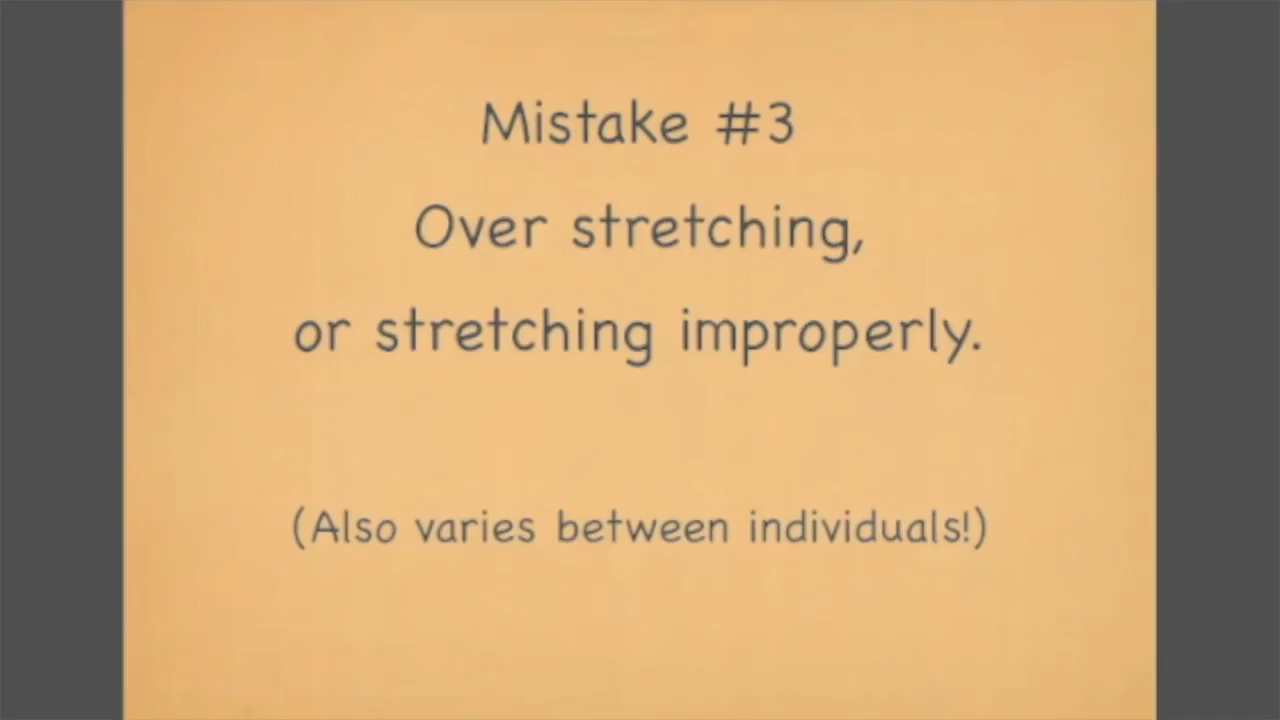 Mistake #3
Over stretching,
or stretching improperly.
(Also varies between individuals!)